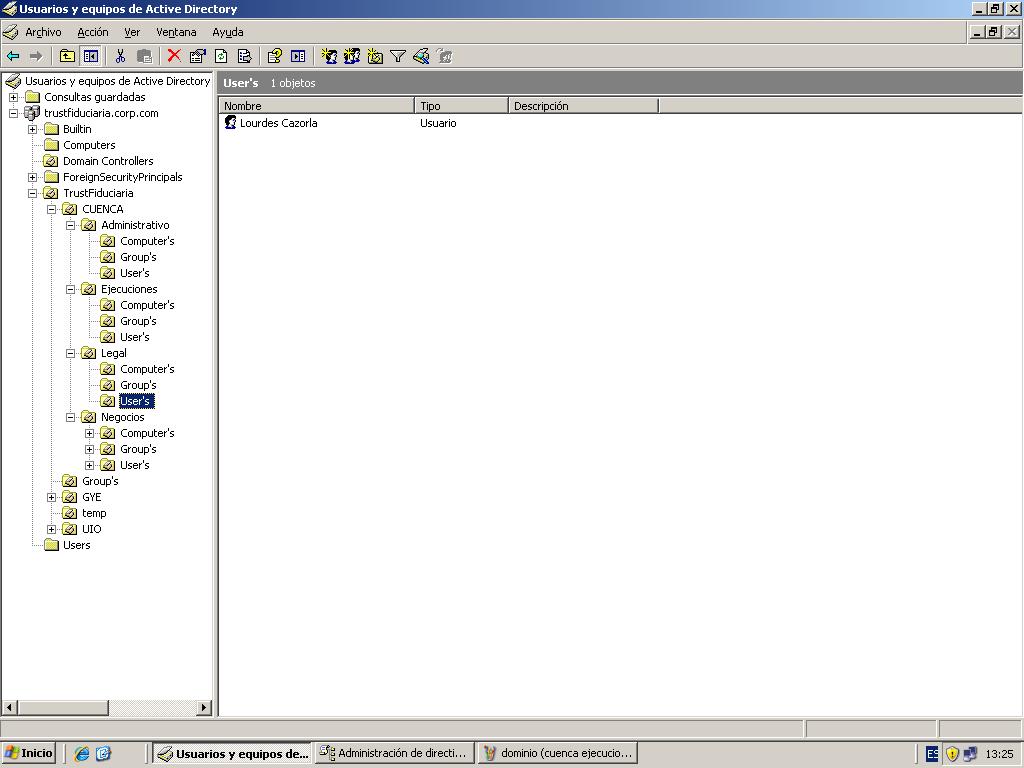 Usuarios y equipos de Active Directory
Archivo Acción Ver Ventana Ayuda
Usuarios y equipos de Active Directory
Consultas guardadas
trustfiduciaria.corp.com
Builtin
Computers
Domain Controllers
ForeignSecurityPrincipals
TrustFiduciaria
CUENCA
Administrativo
Computer's
Group's
User's
Ejecuciones
Computer's
Group's
User's
Legal
Computer's
Group's
User's
Negocios
Computer's
Group's
User's
Group's
GYE
temp
UIO
Users
User's 1 objetos
Nombre Tipo Descripción
Lourdes Cazorla Usuario
Inicio Usuarios y equipos de... Administración de directi... dominio (cuenca ejecucio... ES 13:25